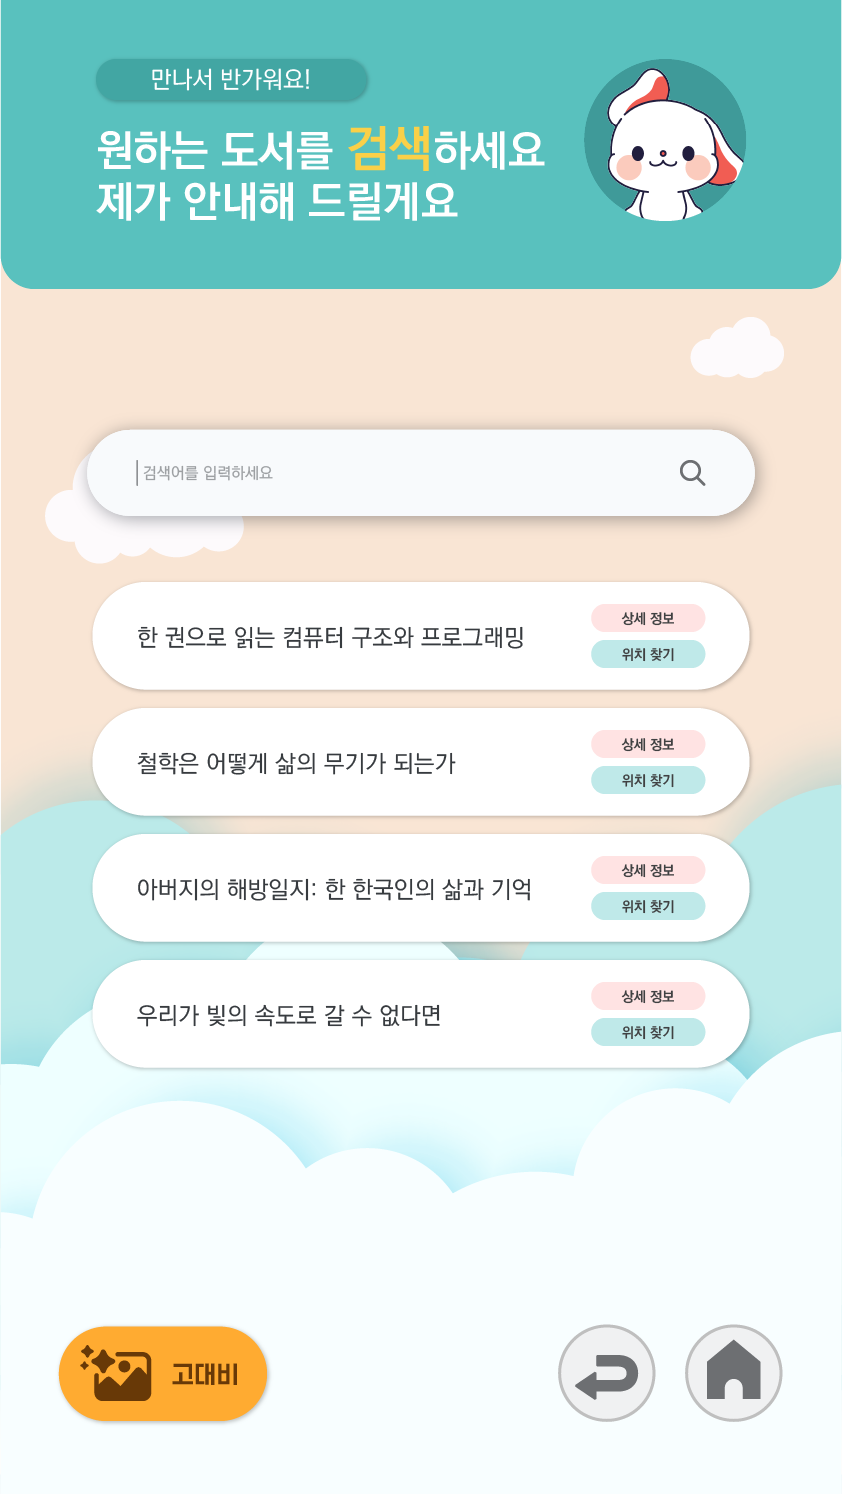 만나서 반가워요!
원하는 도서를 검색하세요
제가 안내해 드릴게요
검색어를 입력하세요
한 권으로 읽는 컴퓨터 구조와 프로그래밍
상세 정보
위치 찾기
철학은 어떻게 삶의 무기가 되는가
상세 정보
위치 찾기
아버지의 해방일지: 한 한국인의 삶과 기억
상세 정보
위치 찾기
우리가 빛의 속도로 갈 수 없다면
상세 정보
위치 찾기
고대비